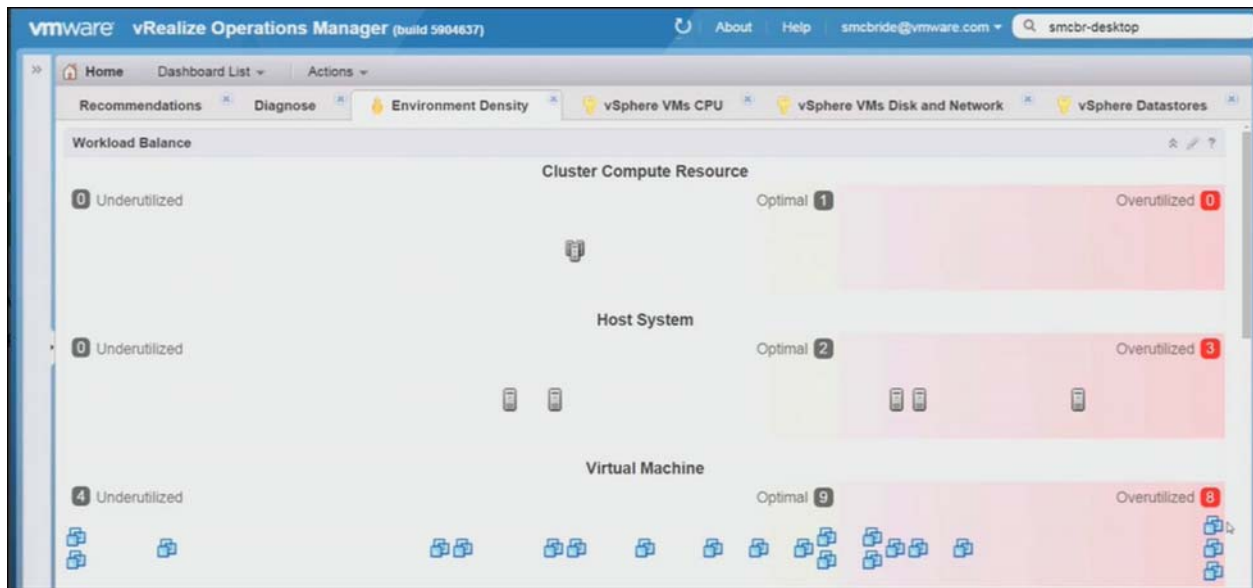 vmware vRealize Operations Manager (build 5904637) About Help smcbride@vmware.com smcbr-desktop
Home Dashboard List Actions
Recommendations Diagnose Environment Density vSphere VMs CPU vSphere VMs Disk and Network vSphere Datastores
Workload Balance ?
Cluster Compute Resource
0 Underutilized Optimal 1 Overutilized 0
Host System
0 Underutilized Optimal 2 Overutilized 3
Virtual Machine
4 Underutilized Optimal 9 Overutilized 8